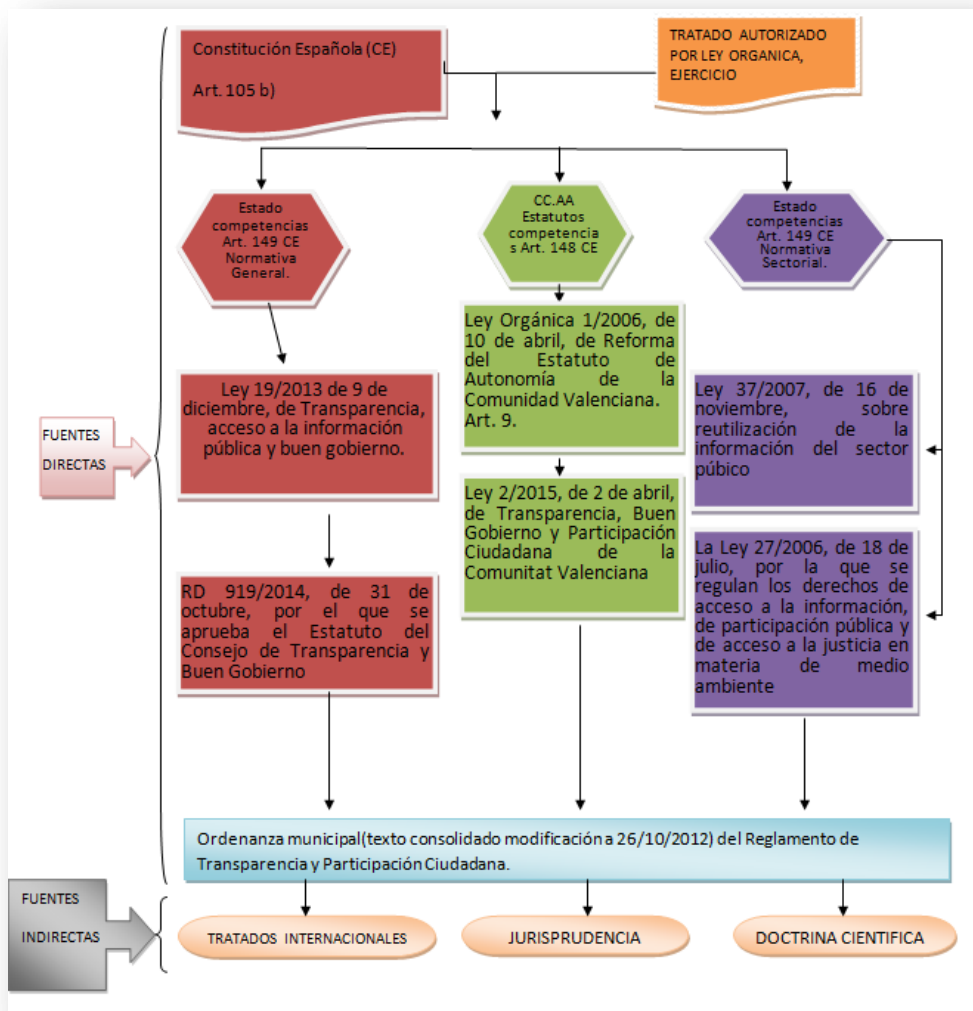 Constitución Española (CE)
Art. 105 b)
TRATADO AUTORIZADO
POR LEY ORGANICA,
EJERCICIO
Estado
competencias
Art. 149 CE
Normativa
General.
CC.AA
Estatutos
competencia
s Art. 148 CE
Estado
competencias
Art. 149 CE
Normativa
Sectorial.
Ley 19/2013 de 9 de
diciembre, de Transparencia,
acceso a la información
pública y buen gobierno.
Ley Orgánica 1/2006, de
10 de abril, de Reforma
del Estatuto de
Autonomía de la
Comunidad Valenciana.
Art. 9.
Ley 37/2007, de 16 de
noviembre, sobre
reutilización de la
información del sector
púbico
FUENTES
DIRECTAS
RD 919/2014, de 31 de
octubre, por el que se
aprueba el Estatuto del
Consejo de Transparencia y
Buen Gobierno
Ley 2/2015, de 2 de abril,
de Transparencia, Buen
Gobierno y Participación
Ciudadana de la
Comunitat Valenciana
La Ley 27/2006, de 18 de
julio, por la que se
regulan los derechos de
acceso a la información,
de participación pública y
de acceso a la justicia en
materia de medio
ambiente
Ordenanza municipal(texto consolidado modificación a 26/10/2012) del Reglamento de
Transparencia y Participación Ciudadana.
FUENTES
INDIRECTAS
TRATADOS INTERNACIONALES
JURISPRUDENCIA
DOCTRINA CIENTIFICA